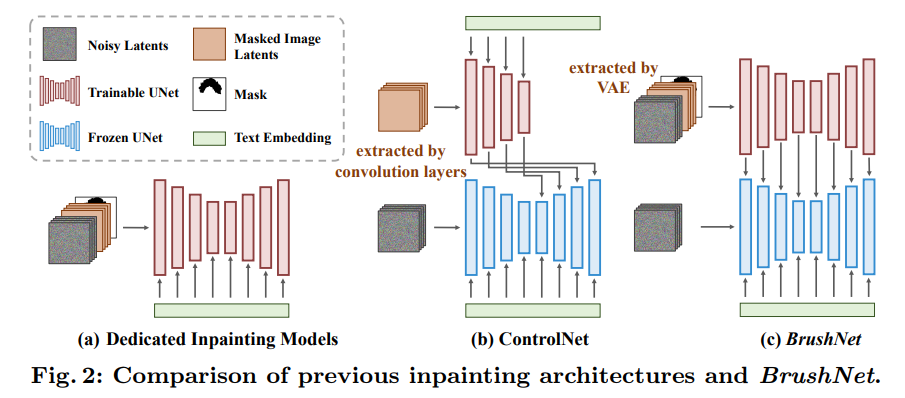 Noisy Latents
Masked Image
Latents
Trainable UNet
Mask
Frozen UNet
Text Embedding
extracted by
convolution layers
extracted by
VAE
(a) Dedicated Inpainting Models
(b) ControlNet
(c) BrushNet
Fig. 2: Comparison of previous inpainting architectures and BrushNet.